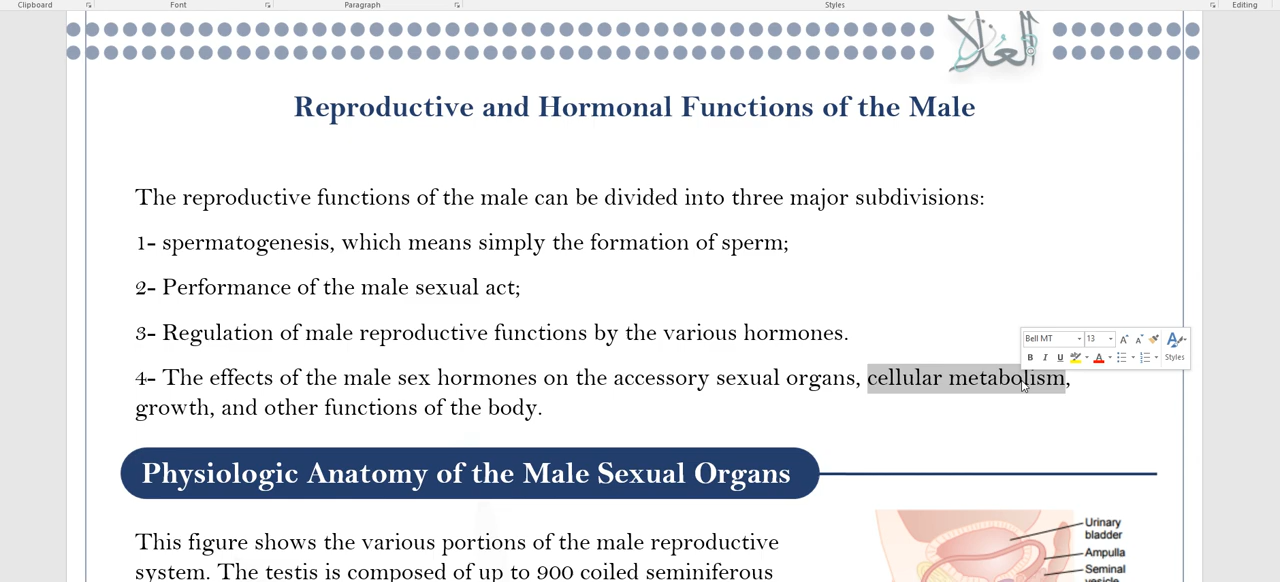 Clipboard Font Paragraph Styles Editing
العلا
Reproductive and Hormonal Functions of the Male
The reproductive functions of the male can be divided into three major subdivisions:
1- spermatogenesis, which means simply the formation of sperm;
2- Performance of the male sexual act;
3- Regulation of male reproductive functions by the various hormones.
Bell MT 13
B I U Styles
4- The effects of the male sex hormones on the accessory sexual organs, cellular metabolism,
growth, and other functions of the body.
Physiologic Anatomy of the Male Sexual Organs
This figure shows the various portions of the male reproductive
system. The testis is composed of up to 900 coiled seminiferous
Urinary
bladder
Ampulla
Seminal
vesicle